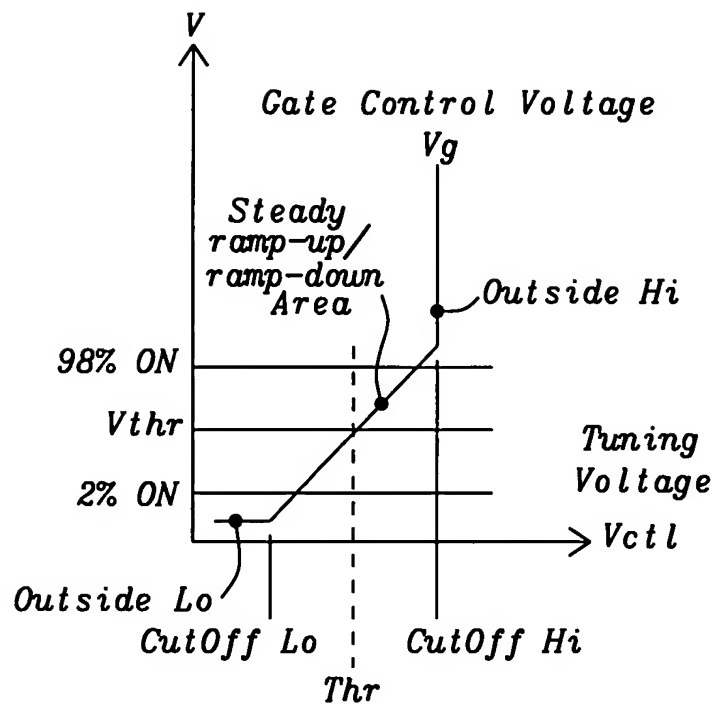 V
Gate Control Voltage
Vg
Steady
ramp-up/
ramp-down
Area
Outside Hi
98% ON
Vthr
2% ON
Tuning
Voltage
Vctl
Outside Lo
CutOff Lo
CutOff Hi
Thr